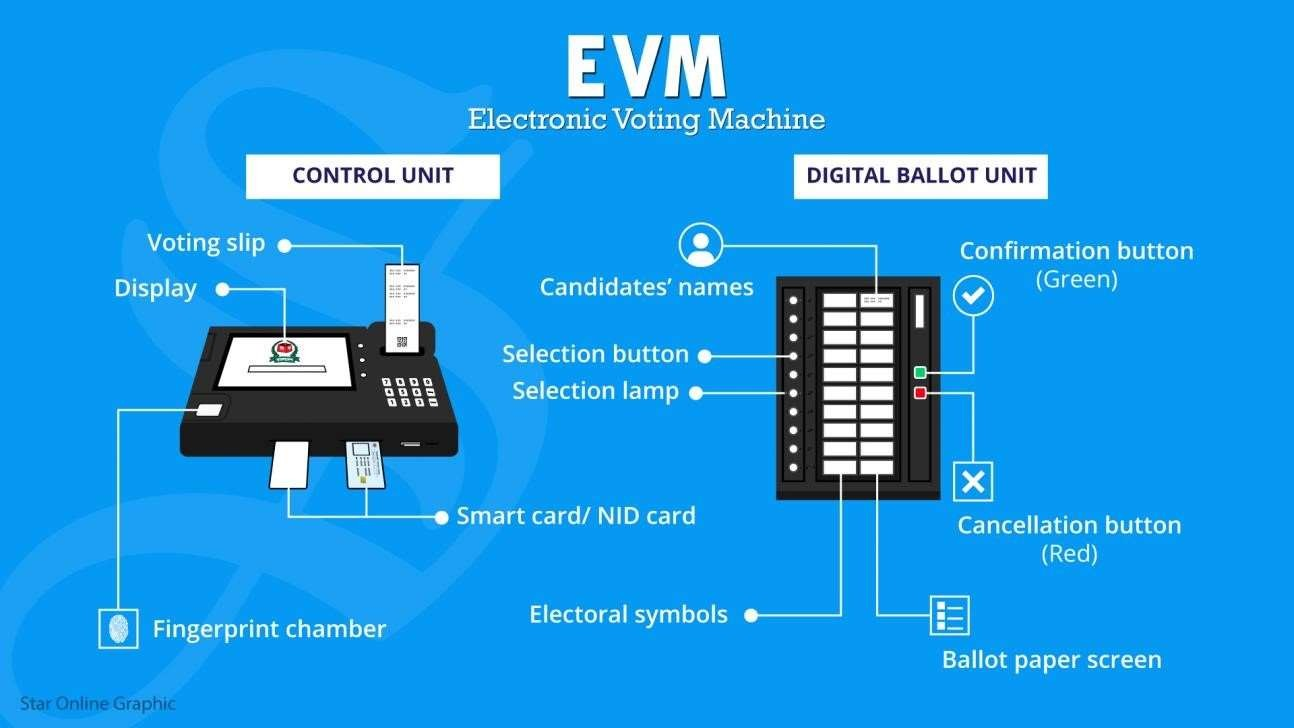 EVM
Electronic Voting Machine
CONTROL UNIT
Voting slip
Display
Smart card/ NID card
Fingerprint chamber
DIGITAL BALLOT UNIT
Candidates’ names
Selection button
Selection lamp
Electoral symbols
Confirmation button
(Green)
Cancellation button
(Red)
Ballot paper screen
Star Online Graphic